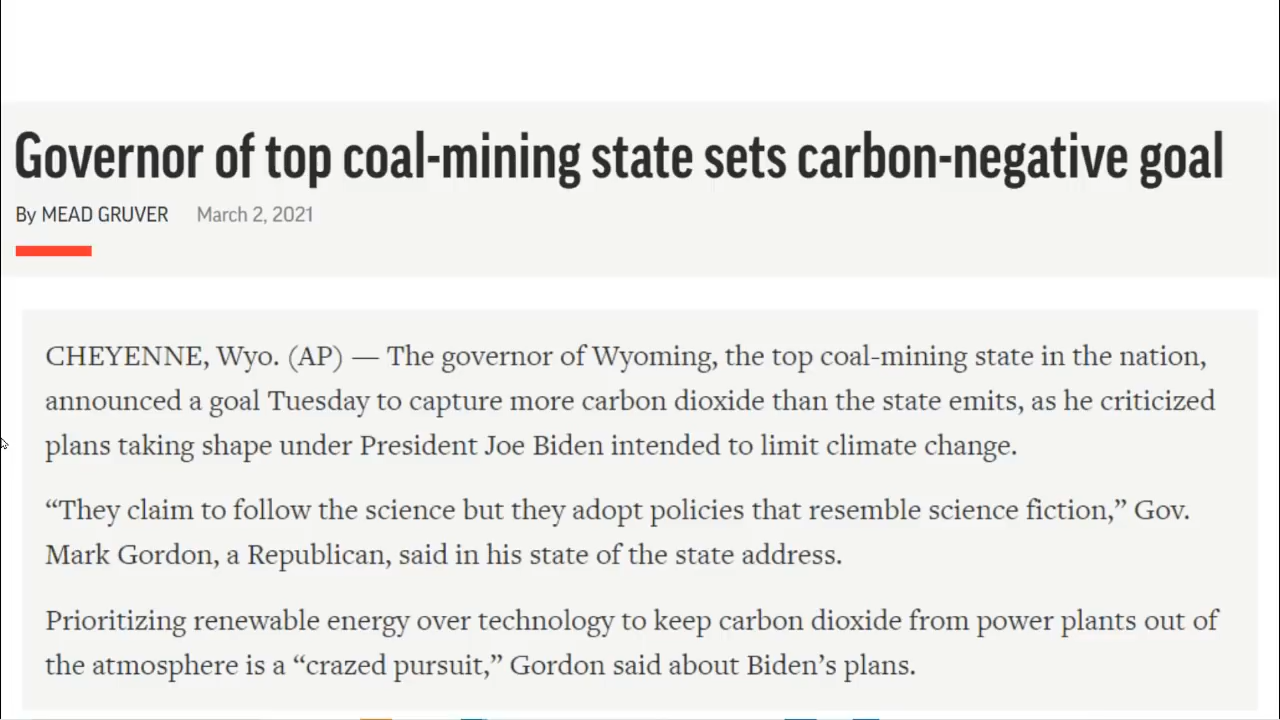 Governor of top coal-mining state sets carbon-negative goal
By MEAD GRUVER March 2, 2021
CHEYENNE, Wyo. (AP) — The governor of Wyoming, the top coal-mining state in the nation,
announced a goal Tuesday to capture more carbon dioxide than the state emits, as he criticized
plans taking shape under President Joe Biden intended to limit climate change.
“They claim to follow the science but they adopt policies that resemble science fiction,” Gov.
Mark Gordon, a Republican, said in his state of the state address.
Prioritizing renewable energy over technology to keep carbon dioxide from power plants out of
the atmosphere is a “crazed pursuit,” Gordon said about Biden’s plans.